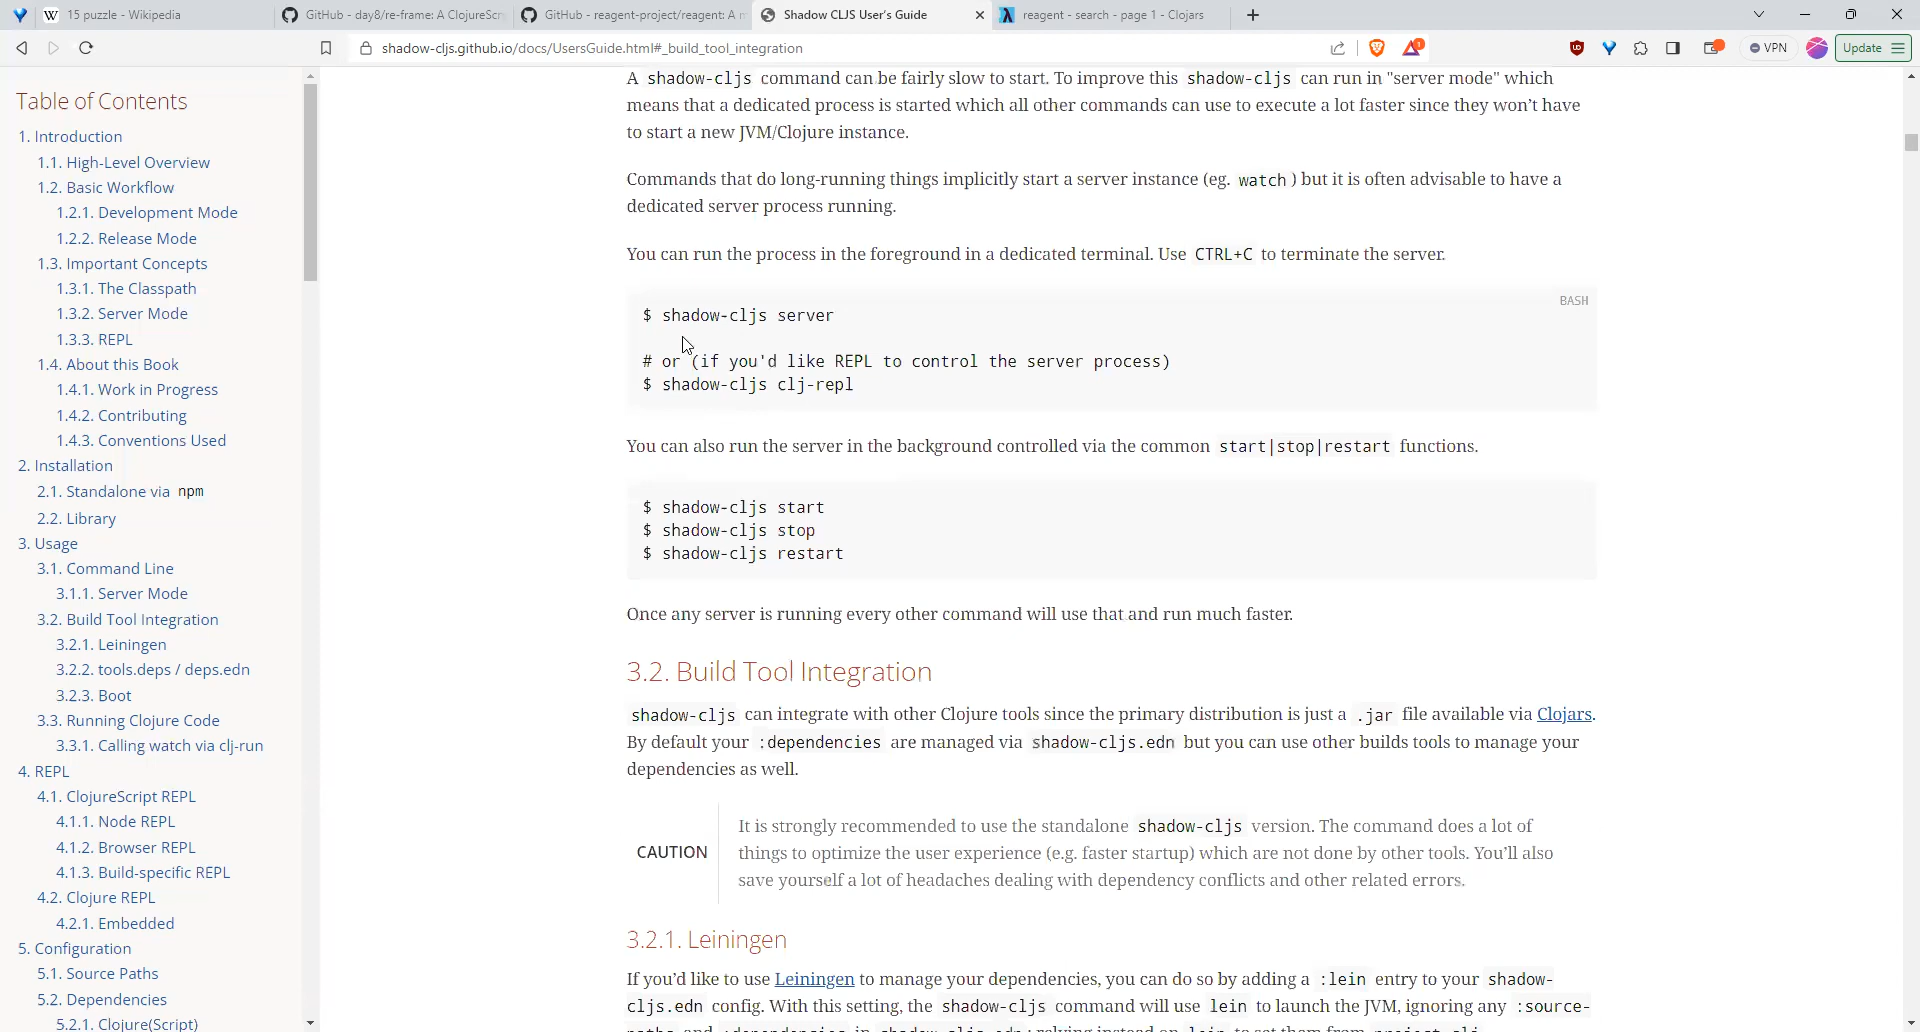 15 puzzle - Wikipedia
GitHub - day8/re-frame: A ClojureScr
GitHub - reagent-project/reagent: A m
Shadow CLJS User's Guide
reagent - search - page 1 - Clojars
shadow-cljs.github.io/docs/UsersGuide.html#_build_tool_integration
1
VPN
Update
Table of Contents
1. Introduction
1.1. High-Level Overview
1.2. Basic Workflow
1.2.1. Development Mode
1.2.2. Release Mode
1.3. Important Concepts
1.3.1. The Classpath
1.3.2. Server Mode
1.3.3. REPL
1.4. About this Book
1.4.1. Work in Progress
1.4.2. Contributing
1.4.3. Conventions Used
2. Installation
2.1. Standalone via npm
2.2. Library
3. Usage
3.1. Command Line
3.1.1. Server Mode
3.2. Build Tool Integration
3.2.1. Leiningen
3.2.2. tools.deps / deps.edn
3.2.3. Boot
3.3. Running Clojure Code
3.3.1. Calling watch via clj-run
4. REPL
4.1. ClojureScript REPL
4.1.1. Node REPL
4.1.2. Browser REPL
4.1.3. Build-specific REPL
4.2. Clojure REPL
4.2.1. Embedded
5. Configuration
5.1. Source Paths
5.2. Dependencies
5.2.1. Clojure(Script)
A shadow-cljs command can be fairly slow to start. To improve this shadow-cljs can run in "server mode" which
means that a dedicated process is started which all other commands can use to execute a lot faster since they won't have
to start a new JVM/Clojure instance.
Commands that do long-running things implicitly start a server instance (eg. watch ) but it is often advisable to have a
dedicated server process running.
You can run the process in the foreground in a dedicated terminal. Use CTRL+C to terminate the server.
BASH
$ shadow-cljs server
# or (if you'd like REPL to control the server process)
$ shadow-cljs clj-repl
You can also run the server in the background controlled via the common start|stop|restart functions.
$ shadow-cljs start
$ shadow-cljs stop
$ shadow-cljs restart
Once any server is running every other command will use that and run much faster.
3.2. Build Tool Integration
shadow-cljs can integrate with other Clojure tools since the primary distribution is just a .jar file available via Clojars.
By default your :dependencies are managed via shadow-cljs.edn but you can use other builds tools to manage your
dependencies as well.
CAUTION
It is strongly recommended to use the standalone shadow-cljs version. The command does a lot of
things to optimize the user experience (e.g. faster startup) which are not done by other tools. You'll also
save yourself a lot of headaches dealing with dependency conflicts and other related errors.
3.2.1. Leiningen
If you'd like to use Leiningen to manage your dependencies, you can do so by adding a :lein entry to your shadow-
cljs.edn config. With this setting, the shadow-cljs command will use lein to launch the JVM, ignoring any :source-